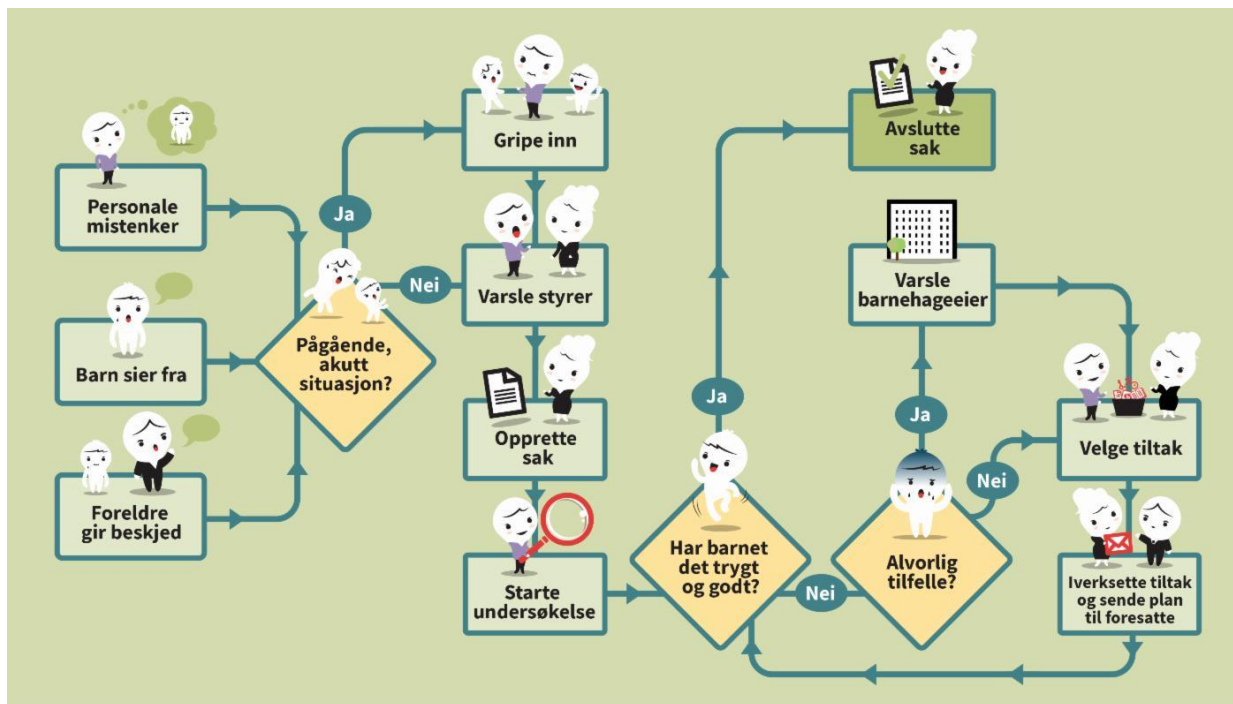 Personale
mistenker
Barn sier fra
Foreldre
gir beskjed
Pågående,
akutt
situasjon?
Ja
Nei
Gripe inn
Varsle styrer
Opprette
sak
Starte
undersøkelse
Har barnet
det trygt
og godt?
Ja
Nei
Avslutte
sak
Alvorlig
tilfelle?
Ja
Nei
Varsle
barnehageeier
Velge tiltak
Iverksette tiltak
og sende plan
til foresatte